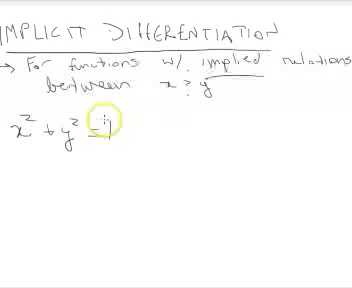 IMPLICIT DIFFERENTIATION
→ For functions w/. implied relations
between x ? y
x² + y² = 1